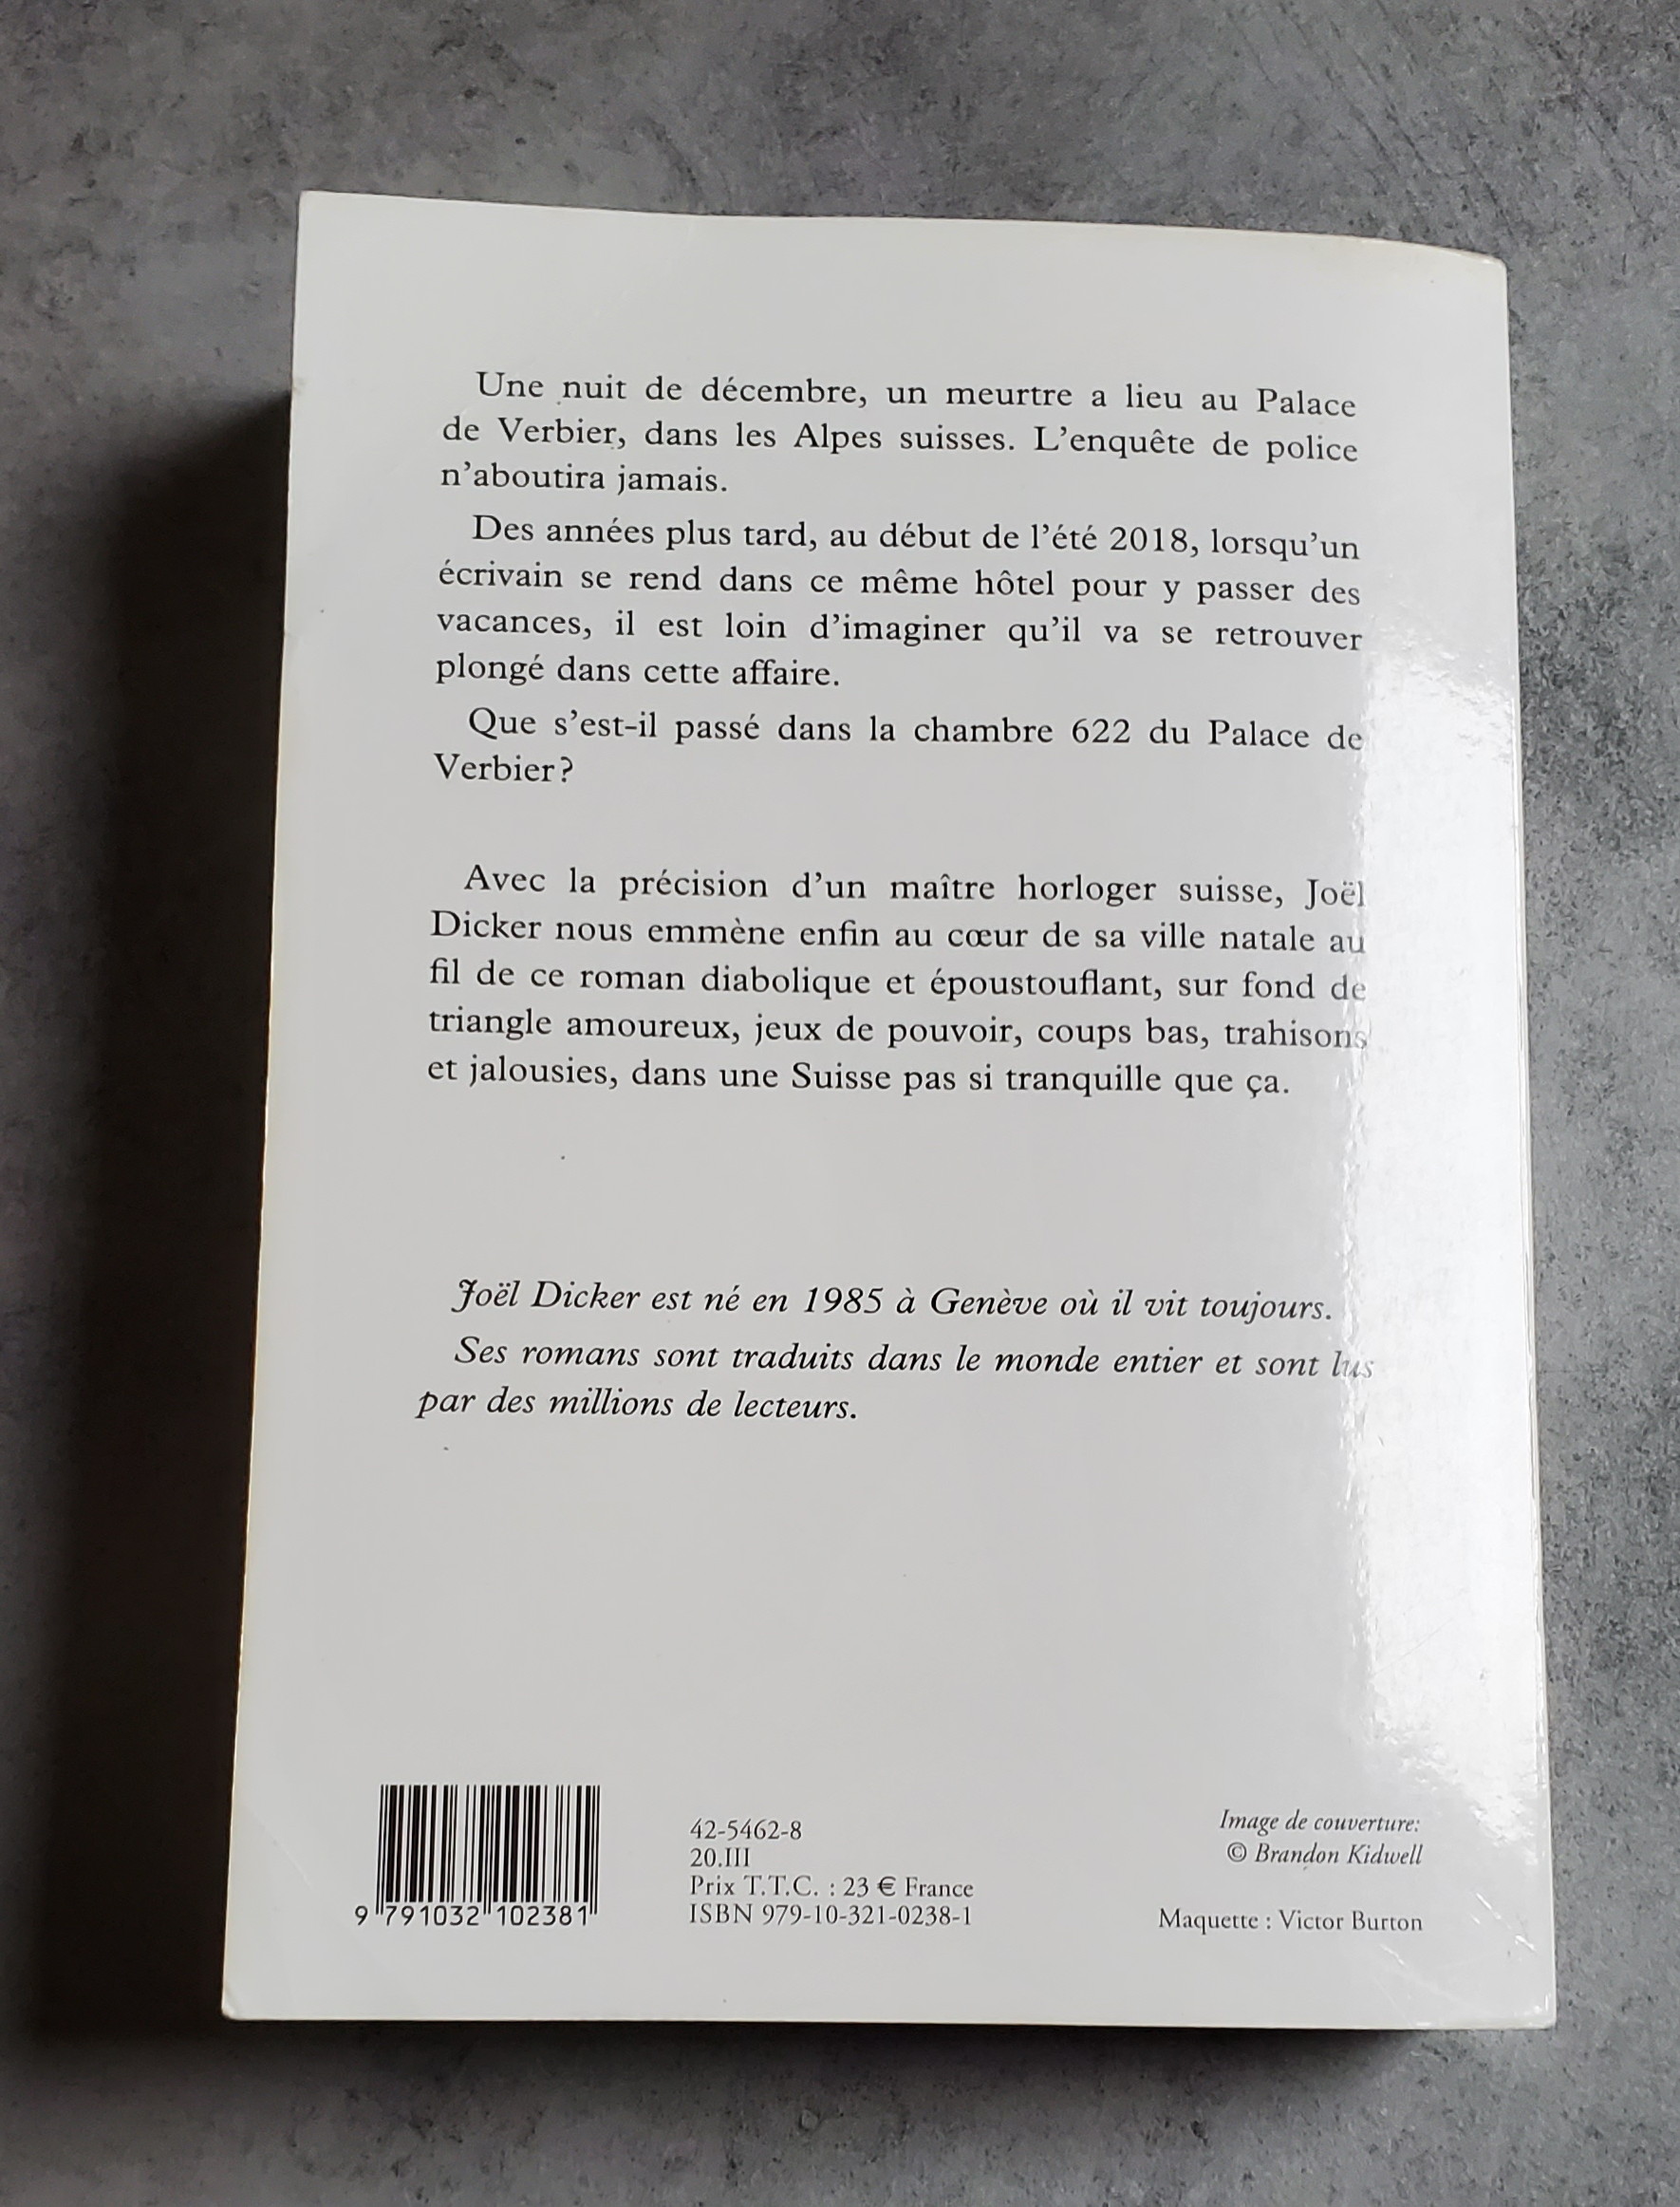 Une nuit de décembre, un meurtre a lieu au Palace
de Verbier, dans les Alpes suisses. L'enquête de police
n'aboutira jamais.
Des années plus tard, au début de l'été 2018, lorsqu'un
écrivain se rend dans ce même hôtel pour y passer des
vacances, il est loin d'imaginer qu'il va se retrouver
plongé dans cette affaire.
Que s'est-il passé dans la chambre 622 du Palace de
Verbier?
Avec la précision d'un maître horloger suisse, Joël
Dicker nous emmène enfin au cœur de sa ville natale au
fil de ce roman diabolique et époustouflant, sur fond de
triangle amoureux, jeux de pouvoir, coups bas, trahisons
et jalousies, dans une Suisse pas si tranquille que ça.
Joël Dicker est né en 1985 à Genève où il vit toujours.
Ses romans sont traduits dans le monde entier et sont lus
par des millions de lecteurs.
9 791032 102381
42-5462-8
20.III
Prix T.T.C. : 23 € France
ISBN 979-10-321-0238-1
Image de couverture:
© Brandon Kidwell
Maquette : Victor Burton